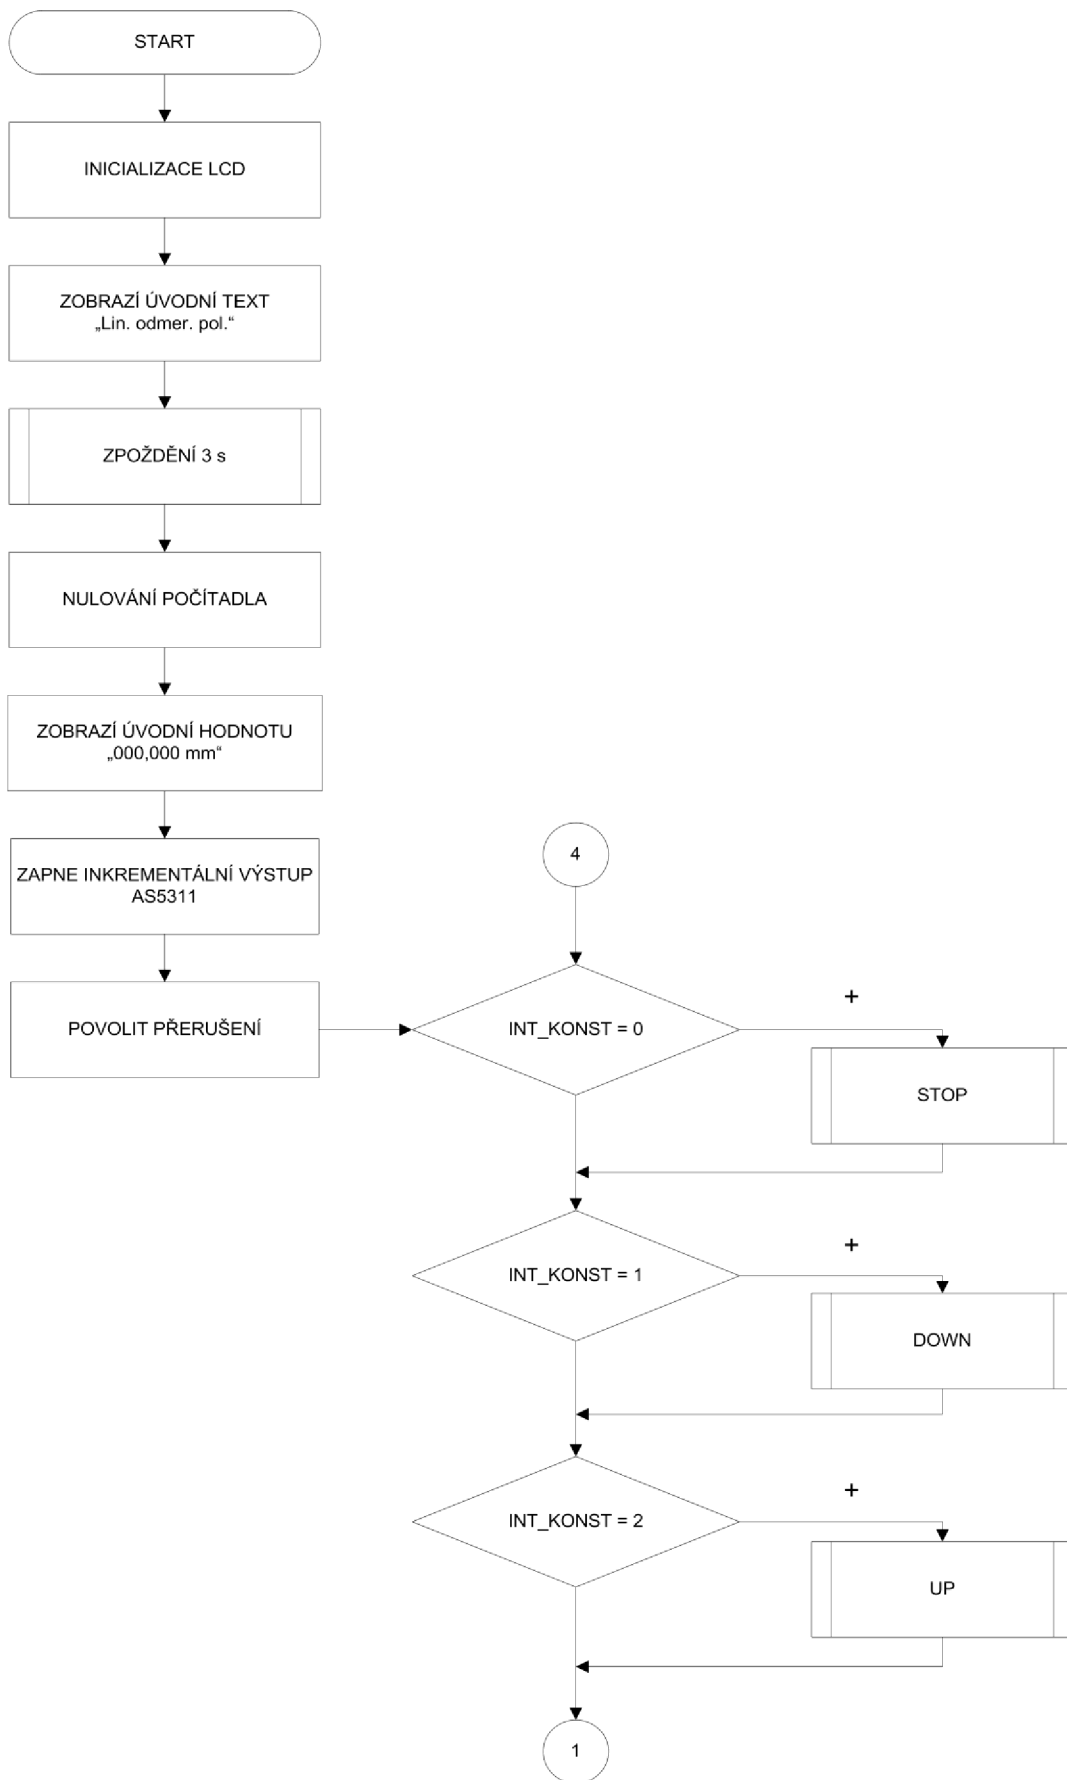 START
INICIALIZACE LCD
ZOBRAZÍ ÚVODNÍ TEXT
„Lin. odmer. pol.“
ZPOŽDĚNÍ 3 s
NULOVÁNÍ POČÍTADLA
ZOBRAZÍ ÚVODNÍ HODNOTU
„000,000 mm“
ZAPNE INKREMENTÁLNÍ VÝSTUP
AS5311
POVOLIT PŘERUŠENÍ
4
INT_KONST = 0
+
STOP
INT_KONST = 1
+
DOWN
INT_KONST = 2
+
UP
1